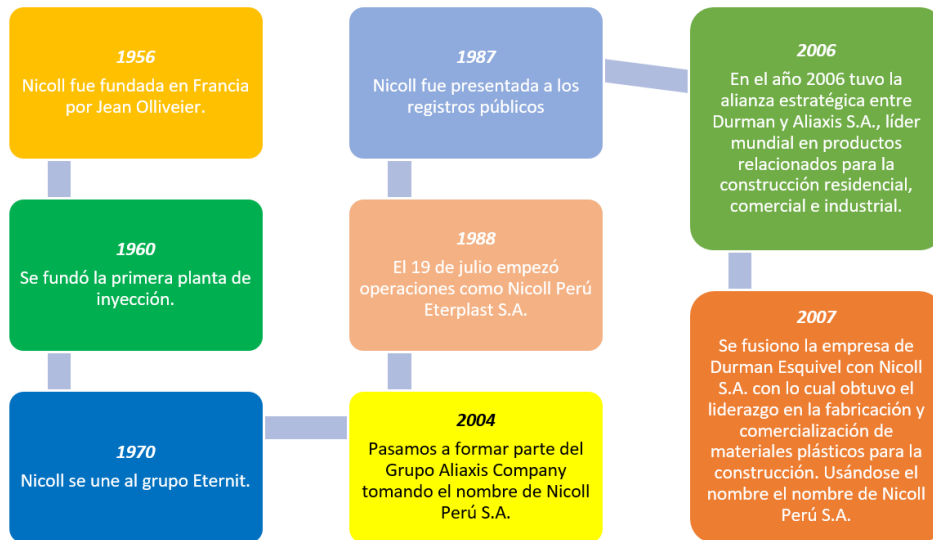 1956
Nicoll fue fundada en Francia
por Jean Olliveier.
1960
Se fundó la primera planta de
inyección.
1970
Nicoll se une al grupo Eternit.
2004
Pasamos a formar parte del
Grupo Aliaxis Company
tomando el nombre de Nicoll
Perú S.A.
1988
El 19 de julio empezó
operaciones como Nicoll Perú
Eterplast S.A.
1987
Nicoll fue presentada a los
registros públicos
2006
En el año 2006 tuvo la
alianza estratégica entre
Durman y Aliaxis S.A., líder
mundial en productos
relacionados para la
construcción residencial,
comercial e industrial.
2007
Se fusiono la empresa de
Durman Esquivel con Nicoll
S.A. con lo cual obtuvo el
liderazgo en la fabricación y
comercialización de
materiales plásticos para la
construcción. Usándose el
nombre el nombre de Nicoll
Perú S.A.